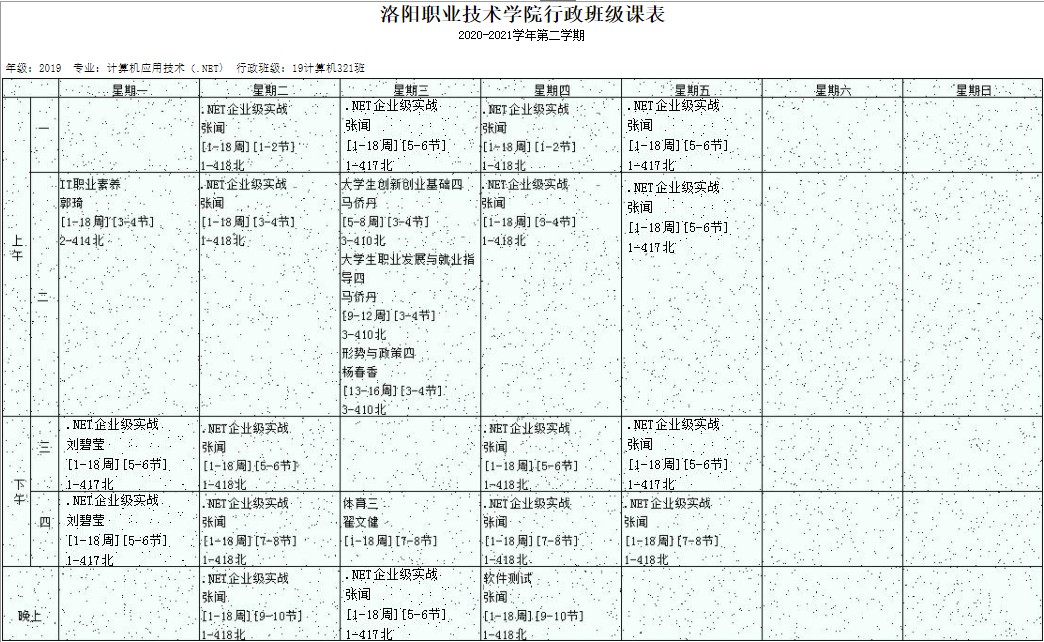 洛阳职业技术学院行政班级课表
2020-2021学年第二学期
年级：2019 专业：计算机应用技术（.NET） 行政班级：19计算机321班
星期一 星期二 星期三 星期四 星期五 星期六 星期日
上午
一
.NET企业级实战
张闻
[1-18周][1-2节]
1-418北
.NET企业级实战
张闻
[1-18周][5-6节]
1-417北
.NET企业级实战
张闻
[1-18周][1-2节]
1-418北
.NET企业级实战
张闻
[1-18周][5-6节]
1-417北
二
IT职业素养
郭琦
[1-18周][3-4节]
2-414北
.NET企业级实战
张闻
[1-18周][3-4节]
1-418北
大学生创新创业基础四
马侨丹
[5-8周][3-4节]
3-410北
大学生职业发展与就业指
导四
马侨丹
[9-12周][3-4节]
3-410北
形势与政策四
杨春香
[13-16周][3-4节]
3-410北
.NET企业级实战
张闻
[1-18周][3-4节]
1-418北
.NET企业级实战
张闻
[1-18周][5-6节]
1-417北
下午
三
.NET企业级实战
刘碧莹
[1-18周][5-6节]
1-417北
.NET企业级实战
张闻
[1-18周][5-6节]
1-418北
.NET企业级实战
张闻
[1-18周][5-6节]
1-418北
.NET企业级实战
张闻
[1-18周][5-6节]
1-417北
四
.NET企业级实战
刘碧莹
[1-18周][5-6节]
1-417北
.NET企业级实战
张闻
[1-18周][7-8节]
1-418北
体育三
翟文健
[1-18周][7-8节]
.NET企业级实战
张闻
[1-18周][7-8节]
1-418北
.NET企业级实战
张闻
[1-18周][7-8节]
1-418北
晚上
.NET企业级实战
张闻
[1-18周][9-10节]
1-418北
.NET企业级实战
张闻
[1-18周][5-6节]
1-417北
软件测试
张闻
[1-18周][9-10节]
1-418北